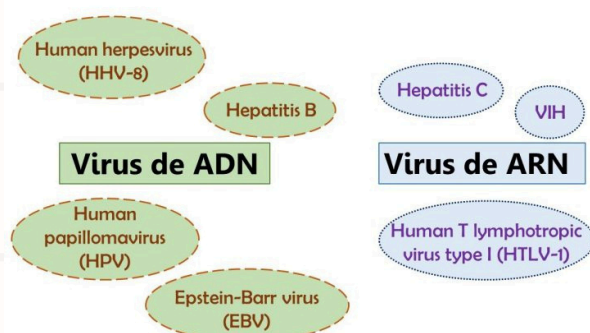 Human herpesvirus
(HHV-8)
Hepatitis B
Virus de ADN
Human
papillomavirus
(HPV)
Epstein-Barr virus
(EBV)
Hepatitis C
VIH
Virus de ARN
Human T lymphotropic
virus type I (HTLV-1)